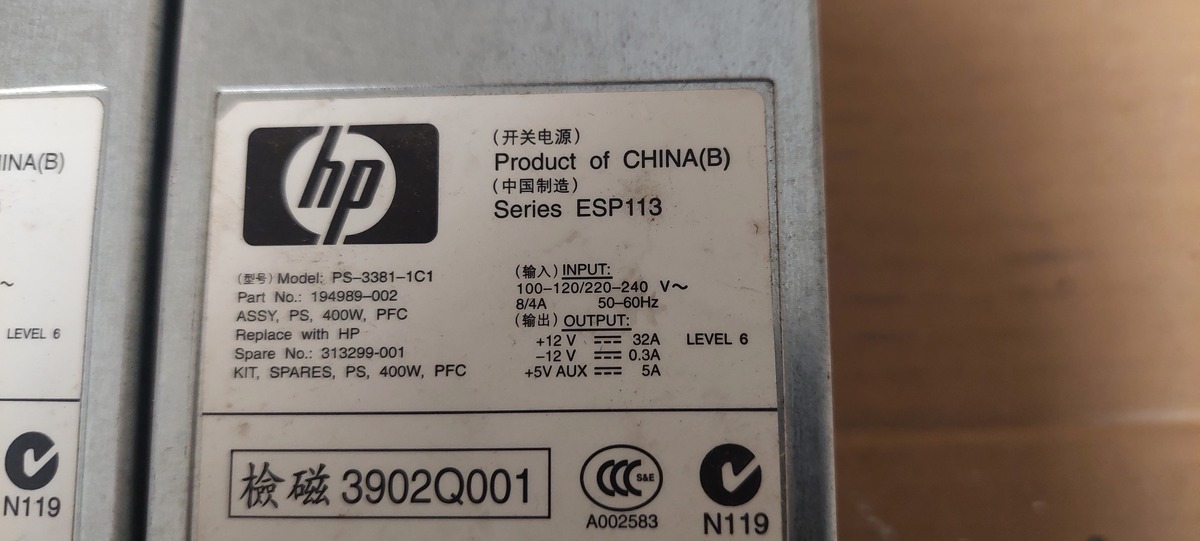 INA(B)
~
LEVEL 6
N119
hp
(开关电源)
Product of CHINA(B)
(中国制造)
Series ESP113
(型号) Model: PS-3381-1C1
Part No.: 194989-002
ASSY, PS, 400W, PFC
Replace with HP
Spare No.: 313299-001
KIT, SPARES, PS, 400W, PFC
(输入) INPUT:
100-120/220-240 V~
8/4A 50-60Hz
(输出) OUTPUT:
+12 V ⎓ 32A LEVEL 6
-12 V ⎓ 0.3A
+5V AUX ⎓ 5A
檢磁 3902Q001
CCC S&E
A002583
N119